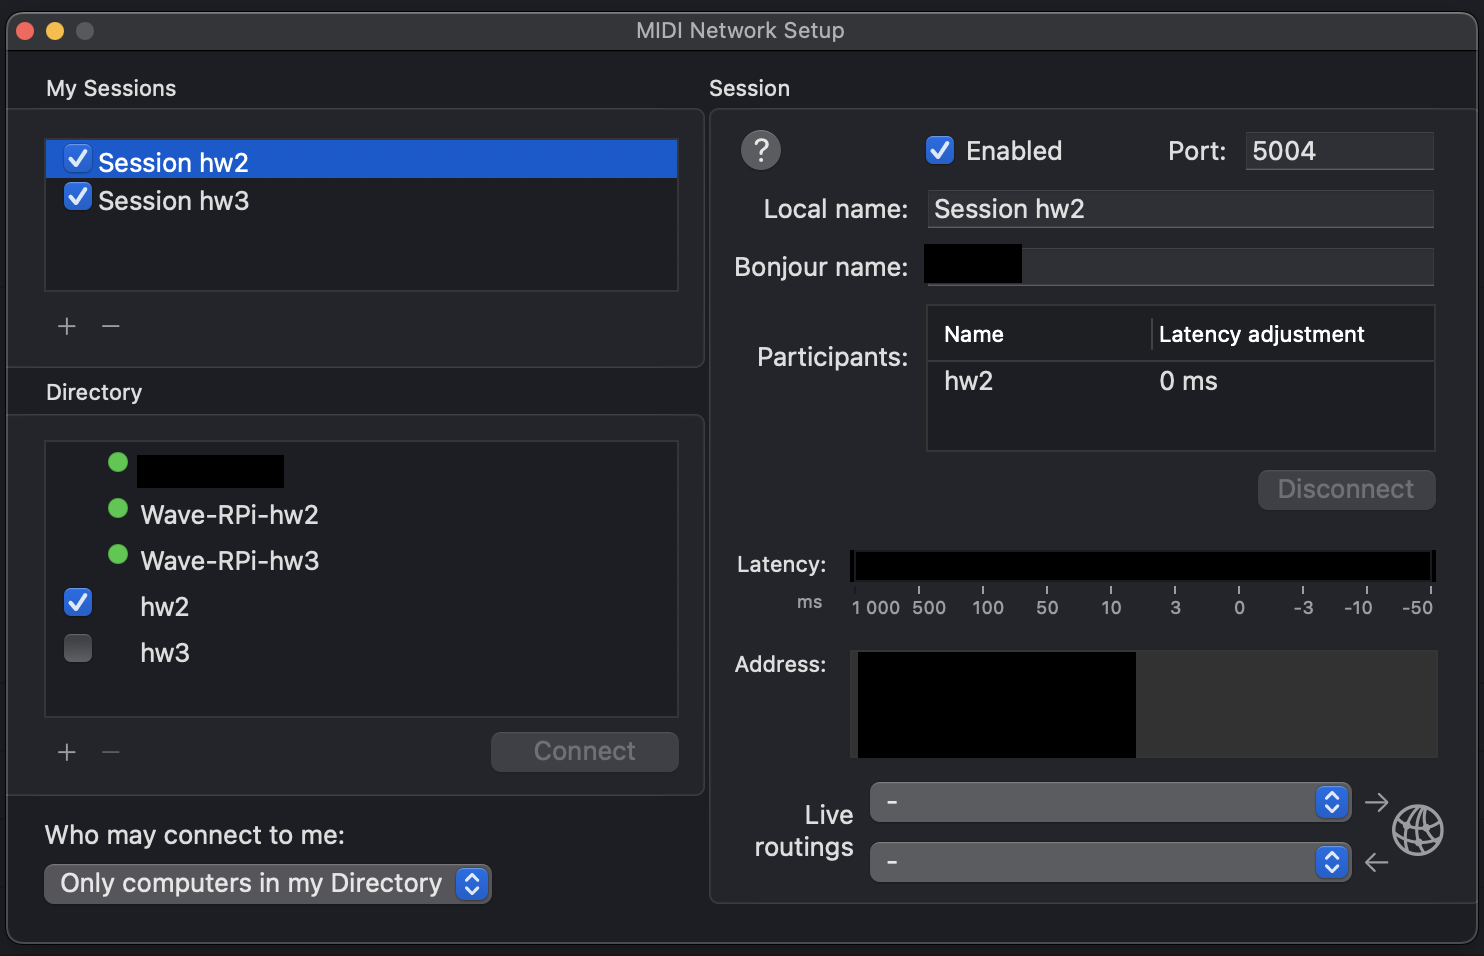 MIDI Network Setup
My Sessions
Session hw2
Session hw3
+ −
Directory
Wave-RPi-hw2
Wave-RPi-hw3
hw2
hw3
+ −
Connect
Who may connect to me:
Only computers in my Directory
Session
?
Enabled
Port: 5004
Local name: Session hw2
Bonjour name:
Participants:
Name Latency adjustment
hw2 0 ms
Disconnect
Latency:
ms 1 000 500 100 50 10 3 0 -3 -10 -50
Address:
Live
routings
-
→
-
←